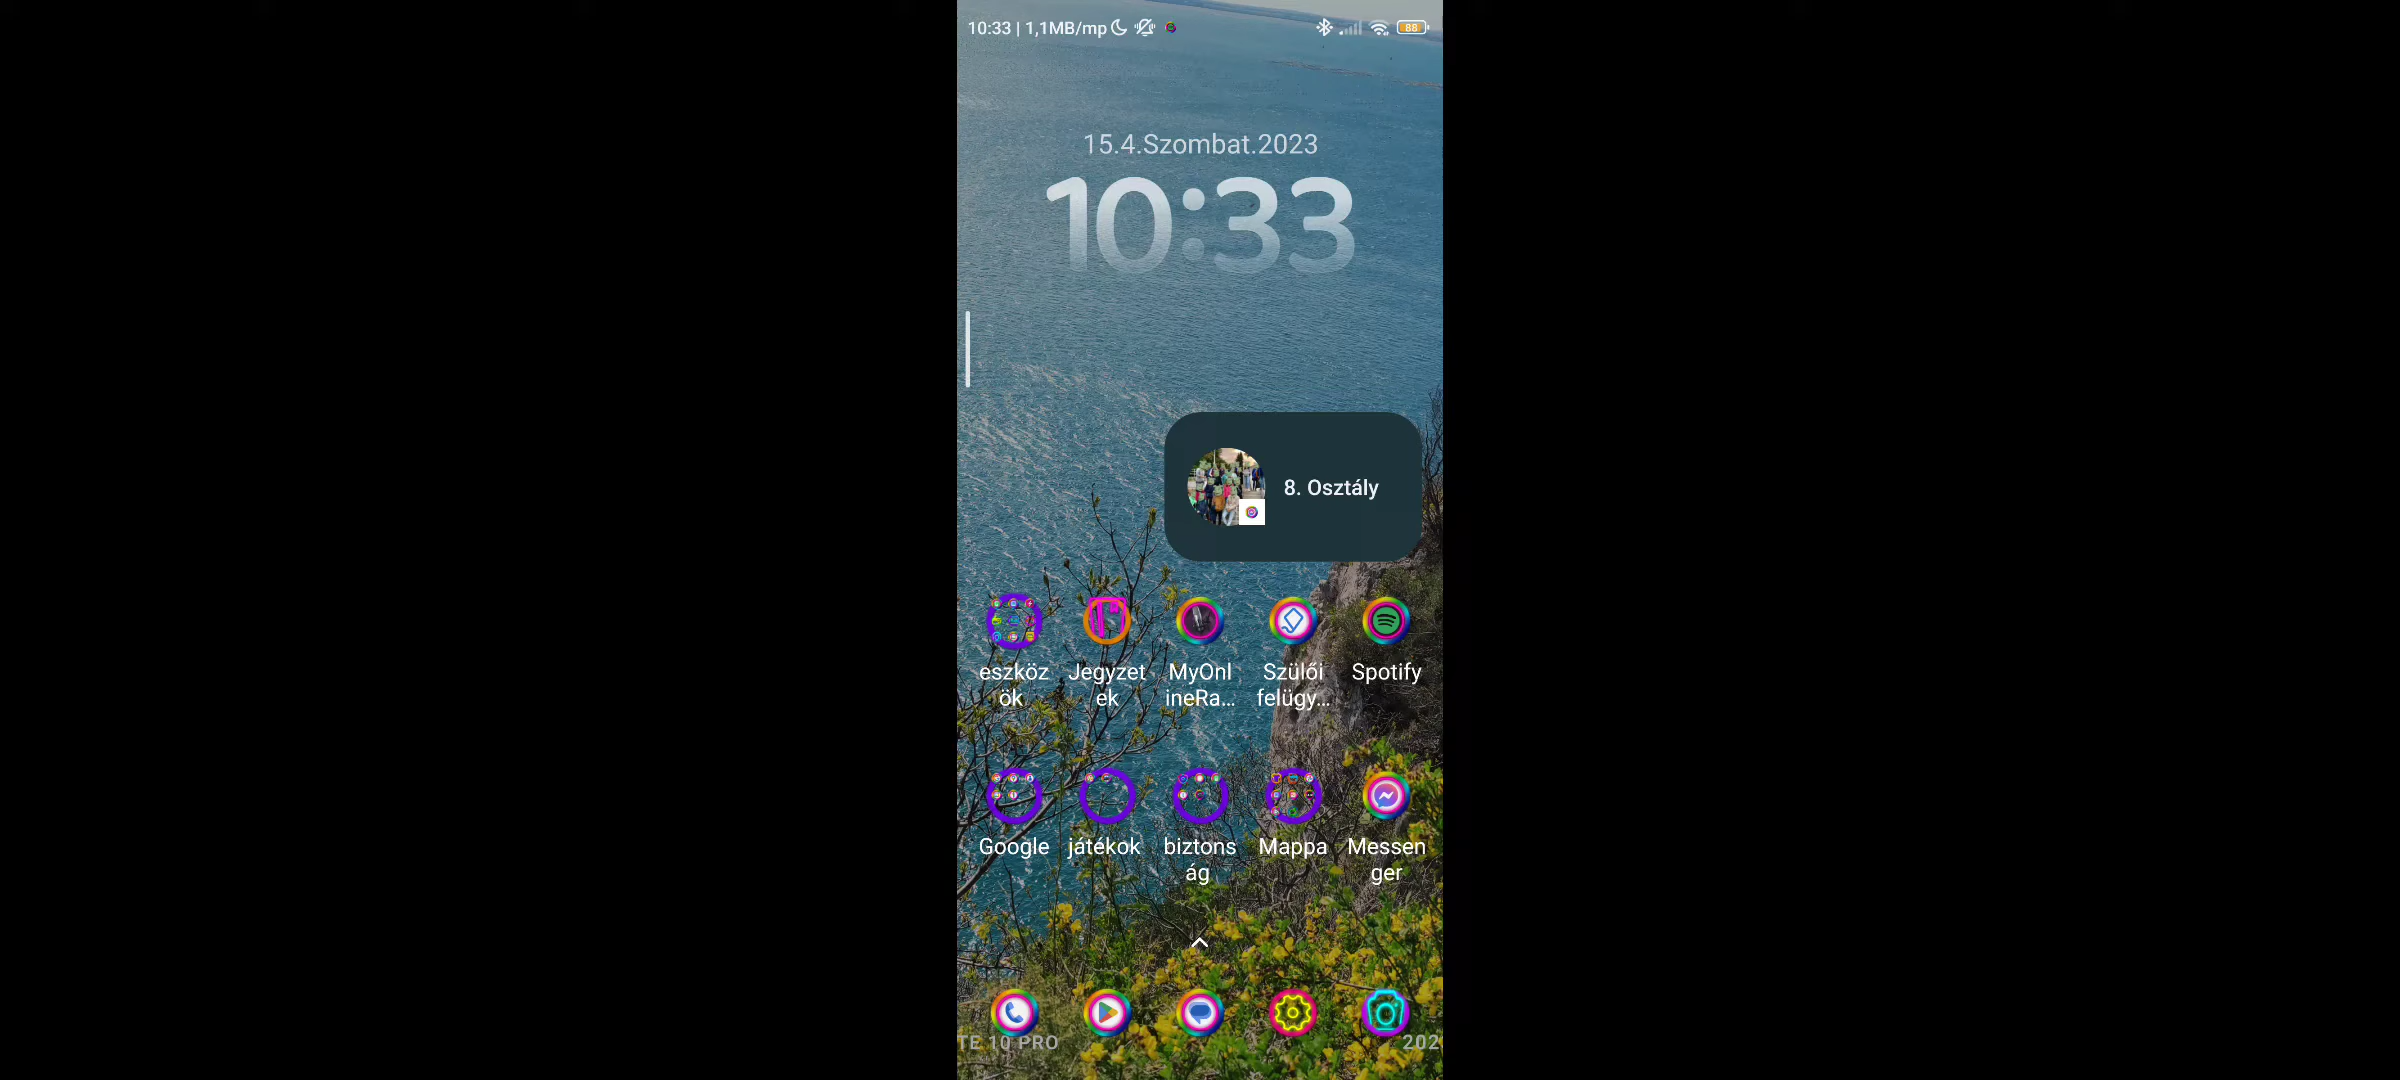 10:33 | 1,1MB/mp
88
15.4.Szombat.2023
10:33
8. Osztály
eszköz
ök
Jegyzet
ek
MyOnl
ineRa...
Szülői
felügy...
Spotify
Google
játékok
biztons
ág
Mappa
Messen
ger
TE 10 PRO
202